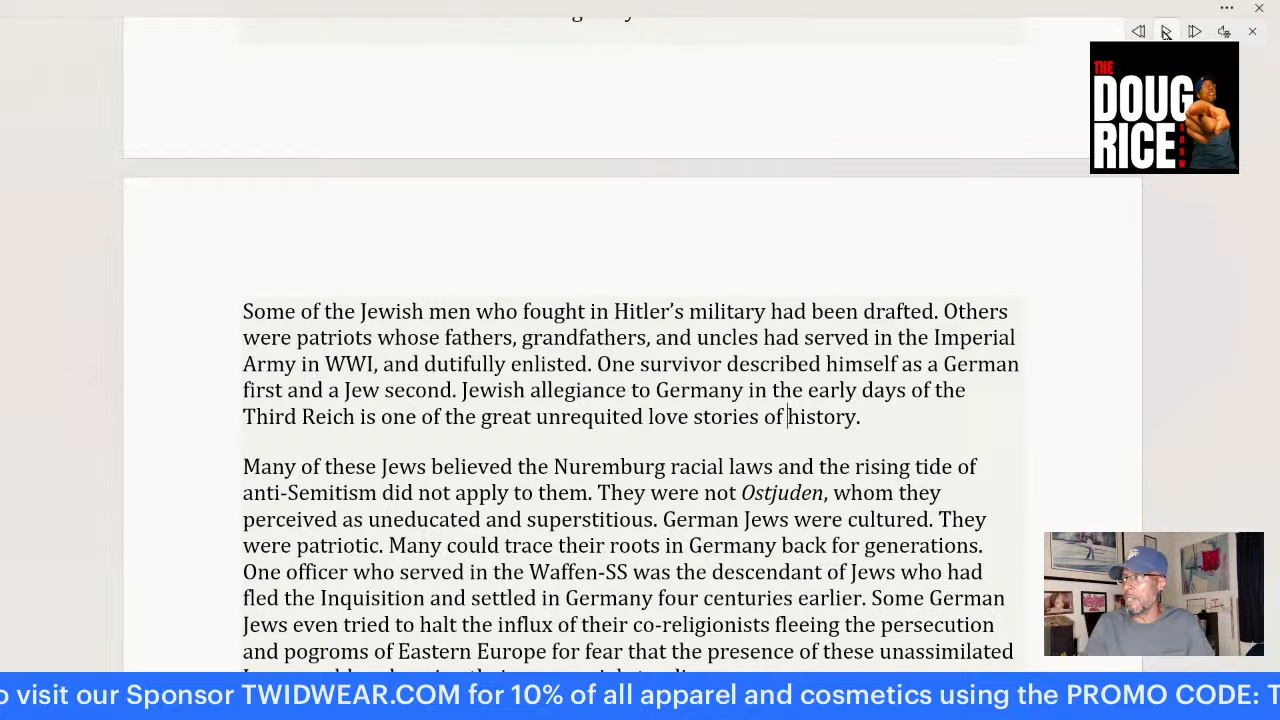 THE
DOUG
RICE
SHOW
Some of the Jewish men who fought in Hitler’s military had been drafted. Others
were patriots whose fathers, grandfathers, and uncles had served in the Imperial
Army in WWI, and dutifully enlisted. One survivor described himself as a German
first and a Jew second. Jewish allegiance to Germany in the early days of the
Third Reich is one of the great unrequited love stories of history.
Many of these Jews believed the Nuremburg racial laws and the rising tide of
anti-Semitism did not apply to them. They were not Ostjuden, whom they
perceived as uneducated and superstitious. German Jews were cultured. They
were patriotic. Many could trace their roots in Germany back for generations.
One officer who served in the Waffen-SS was the descendant of Jews who had
fled the Inquisition and settled in Germany four centuries earlier. Some German
Jews even tried to halt the influx of their co-religionists fleeing the persecution
and pogroms of Eastern Europe for fear that the presence of these unassimilated
o visit our Sponsor TWIDWEAR.COM for 10% of all apparel and cosmetics using the PROMO CODE: T